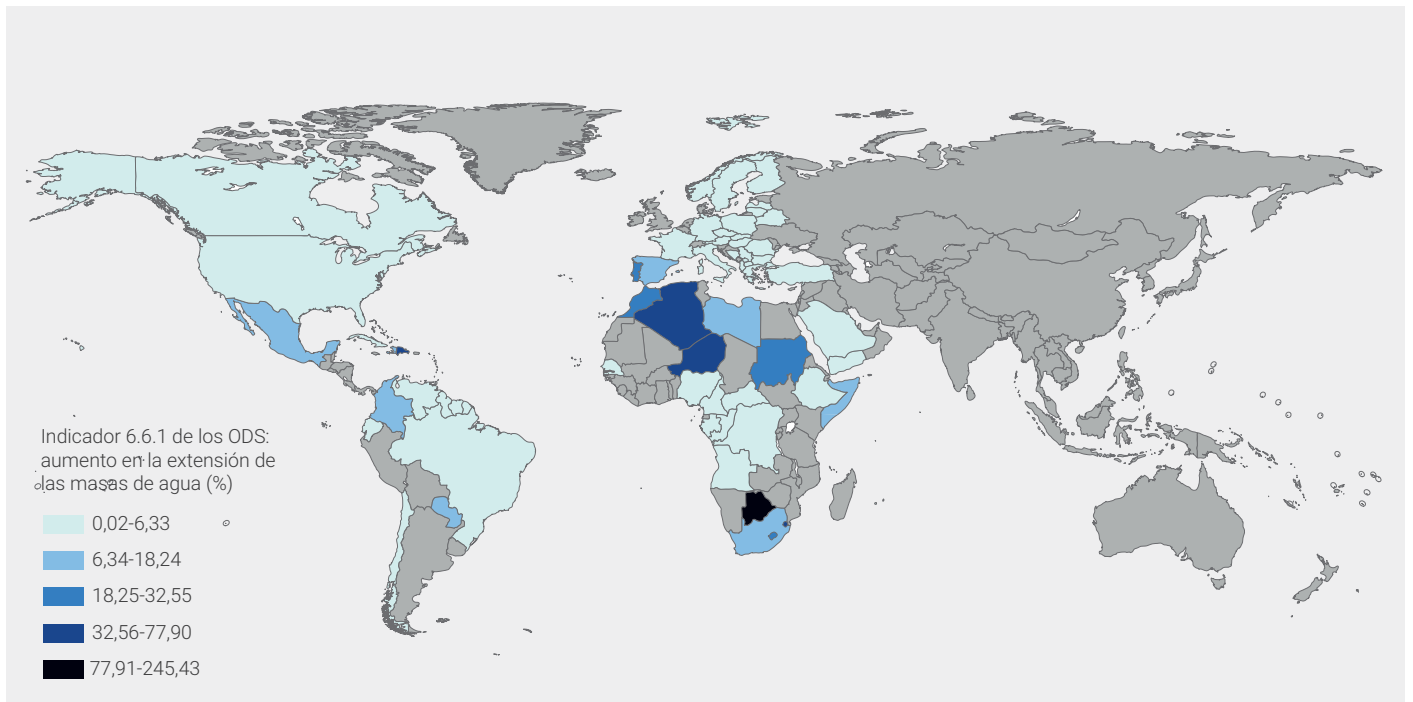 Indicador 6.6.1 de los ODS:
aumento en la extensión de
las masas de agua (%)
0,02-6,33
6,34-18,24
18,25-32,55
32,56-77,90
77,91-245,43